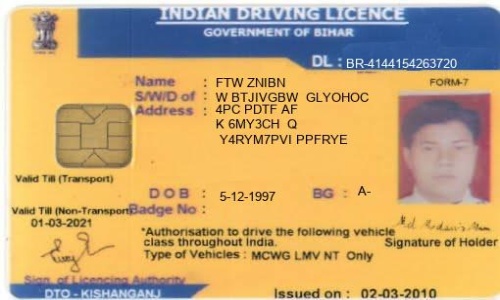 INDIAN DRIVING LICENCE
GOVERNMENT OF BIHAR
DL : BR-4144154263720
FORM-7
Name : FTW ZNIBN
S/W/D of : W BTJIVGBW GLYOHOC
Address : 4PC PDTF AF
K 6MY3CH Q
Y4RYM7PVI PPFRYE
Valid Till (Transport)
DOB : 5-12-1997 BG : A-
Valid Till (Non-Transport) Badge No :
01-03-2021
*Authorisation to drive the following vehicle
class throughout India.
Type of Vehicles : MCWG LMV NT Only
Signature of Holder
Sign. of Licencing Authority
DTO - KISHANGANJ
Issued on : 02-03-2010